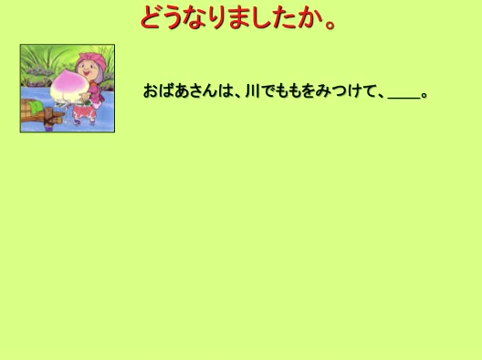 どうなりましたか。
おばあさんは、川でももをみつけて、____。